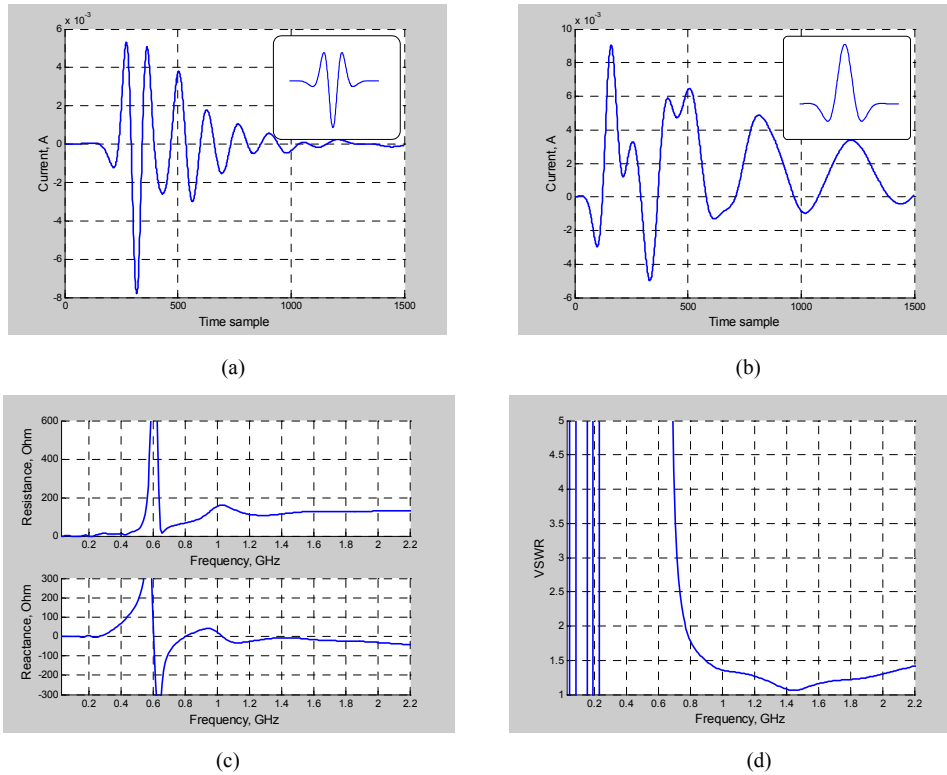 x 10⁻³
6
4
2
0
-2
-4
-6
-8
0 500 1000 1500
Time sample
Current, A
(a)
x 10⁻³
10
8
6
4
2
0
-2
-4
-6
0 500 1000 1500
Time sample
Current, A
(b)
600
400
200
0
0.2 0.4 0.6 0.8 1 1.2 1.4 1.6 1.8 2 2.2
Frequency, GHz
Resistance, Ohm
300
200
100
0
-100
-200
-300
0.2 0.4 0.6 0.8 1 1.2 1.4 1.6 1.8 2 2.2
Frequency, GHz
Reactance, Ohm
(c)
5
4.5
4
3.5
3
2.5
2
1.5
1
0.2 0.4 0.6 0.8 1 1.2 1.4 1.6 1.8 2 2.2
Frequency, GHz
VSWR
(d)